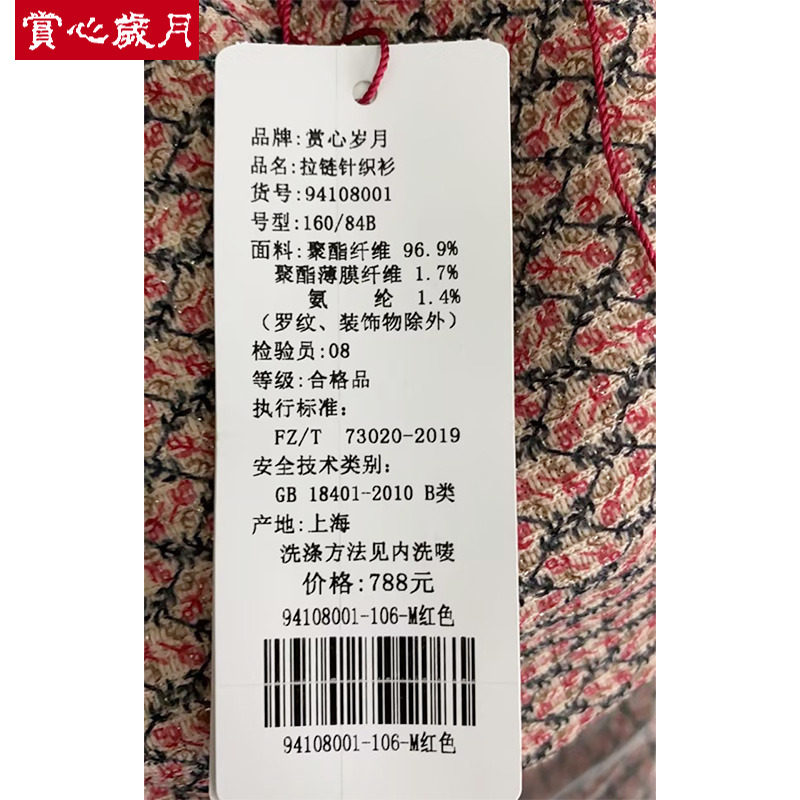 賞心歲月
品牌:赏心岁月
品名:拉链针织衫
货号:94108001
号型:160/84B
面料:聚酯纤维 96.9%
聚酯薄膜纤维 1.7%
氨 纶 1.4%
（罗纹、装饰物除外）
检验员:08
等级:合格品
执行标准：
FZ/T 73020-2019
安全技术类别：
GB 18401-2010 B类
产地:上海
洗涤方法见内洗唛
价格:788元
94108001-106-M红色
94108001-106-M红色